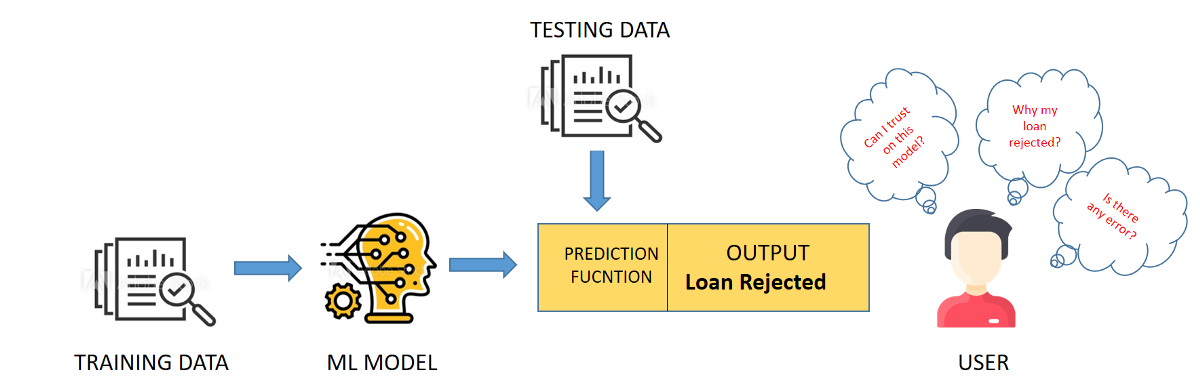 TESTING DATA
Can I trust
on this
model?
Why my
loan
rejected?
Is there
any error?
PREDICTION
FUCNTION
OUTPUT
Loan Rejected
TRAINING DATA
ML MODEL
USER